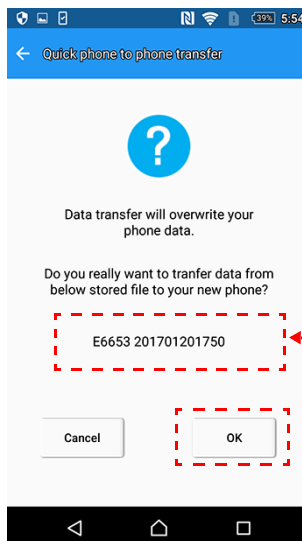 39% 5:54
Quick phone to phone transfer
?
Data transfer will overwrite your
phone data.
Do you really want to tranfer data from
below stored file to your new phone?
E6653 201701201750
Cancel OK